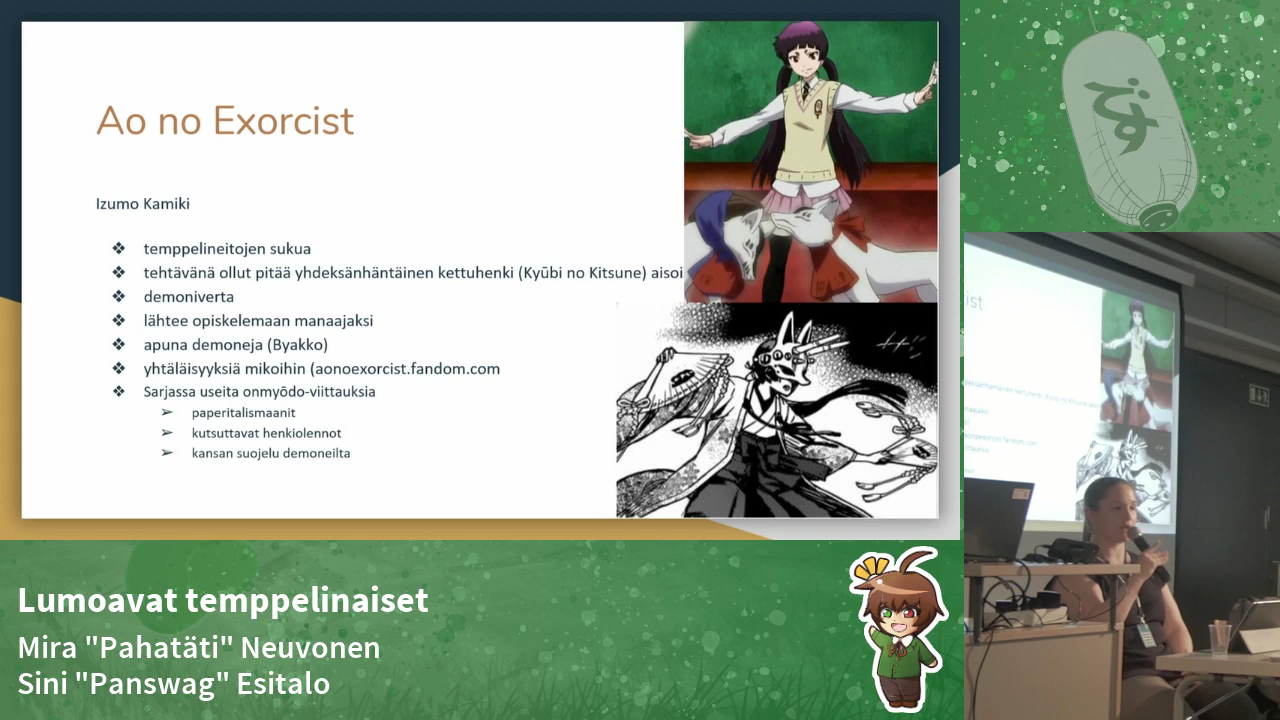 Ao no Exorcist
Izumo Kamiki
❖ temppelineitojen sukua
❖ tehtävänä ollut pitää yhdeksänhäntäinen kettuhenki (Kyūbi no Kitsune) aisoi
❖ demoniverta
❖ lähtee opiskelemaan manaajaksi
❖ apuna demoneja (Byakko)
❖ yhtäläisyyksiä mikoihin (aonoexorcist.fandom.com
❖ Sarjassa useita onmyōdo-viittauksia
➢ paperitalismaanit
➢ kutsuttavat henkiolennot
➢ kansan suojelu demoneilta
ist
Lumoavat temppelinaiset
Mira "Pahatäti" Neuvonen
Sini "Panswag" Esitalo